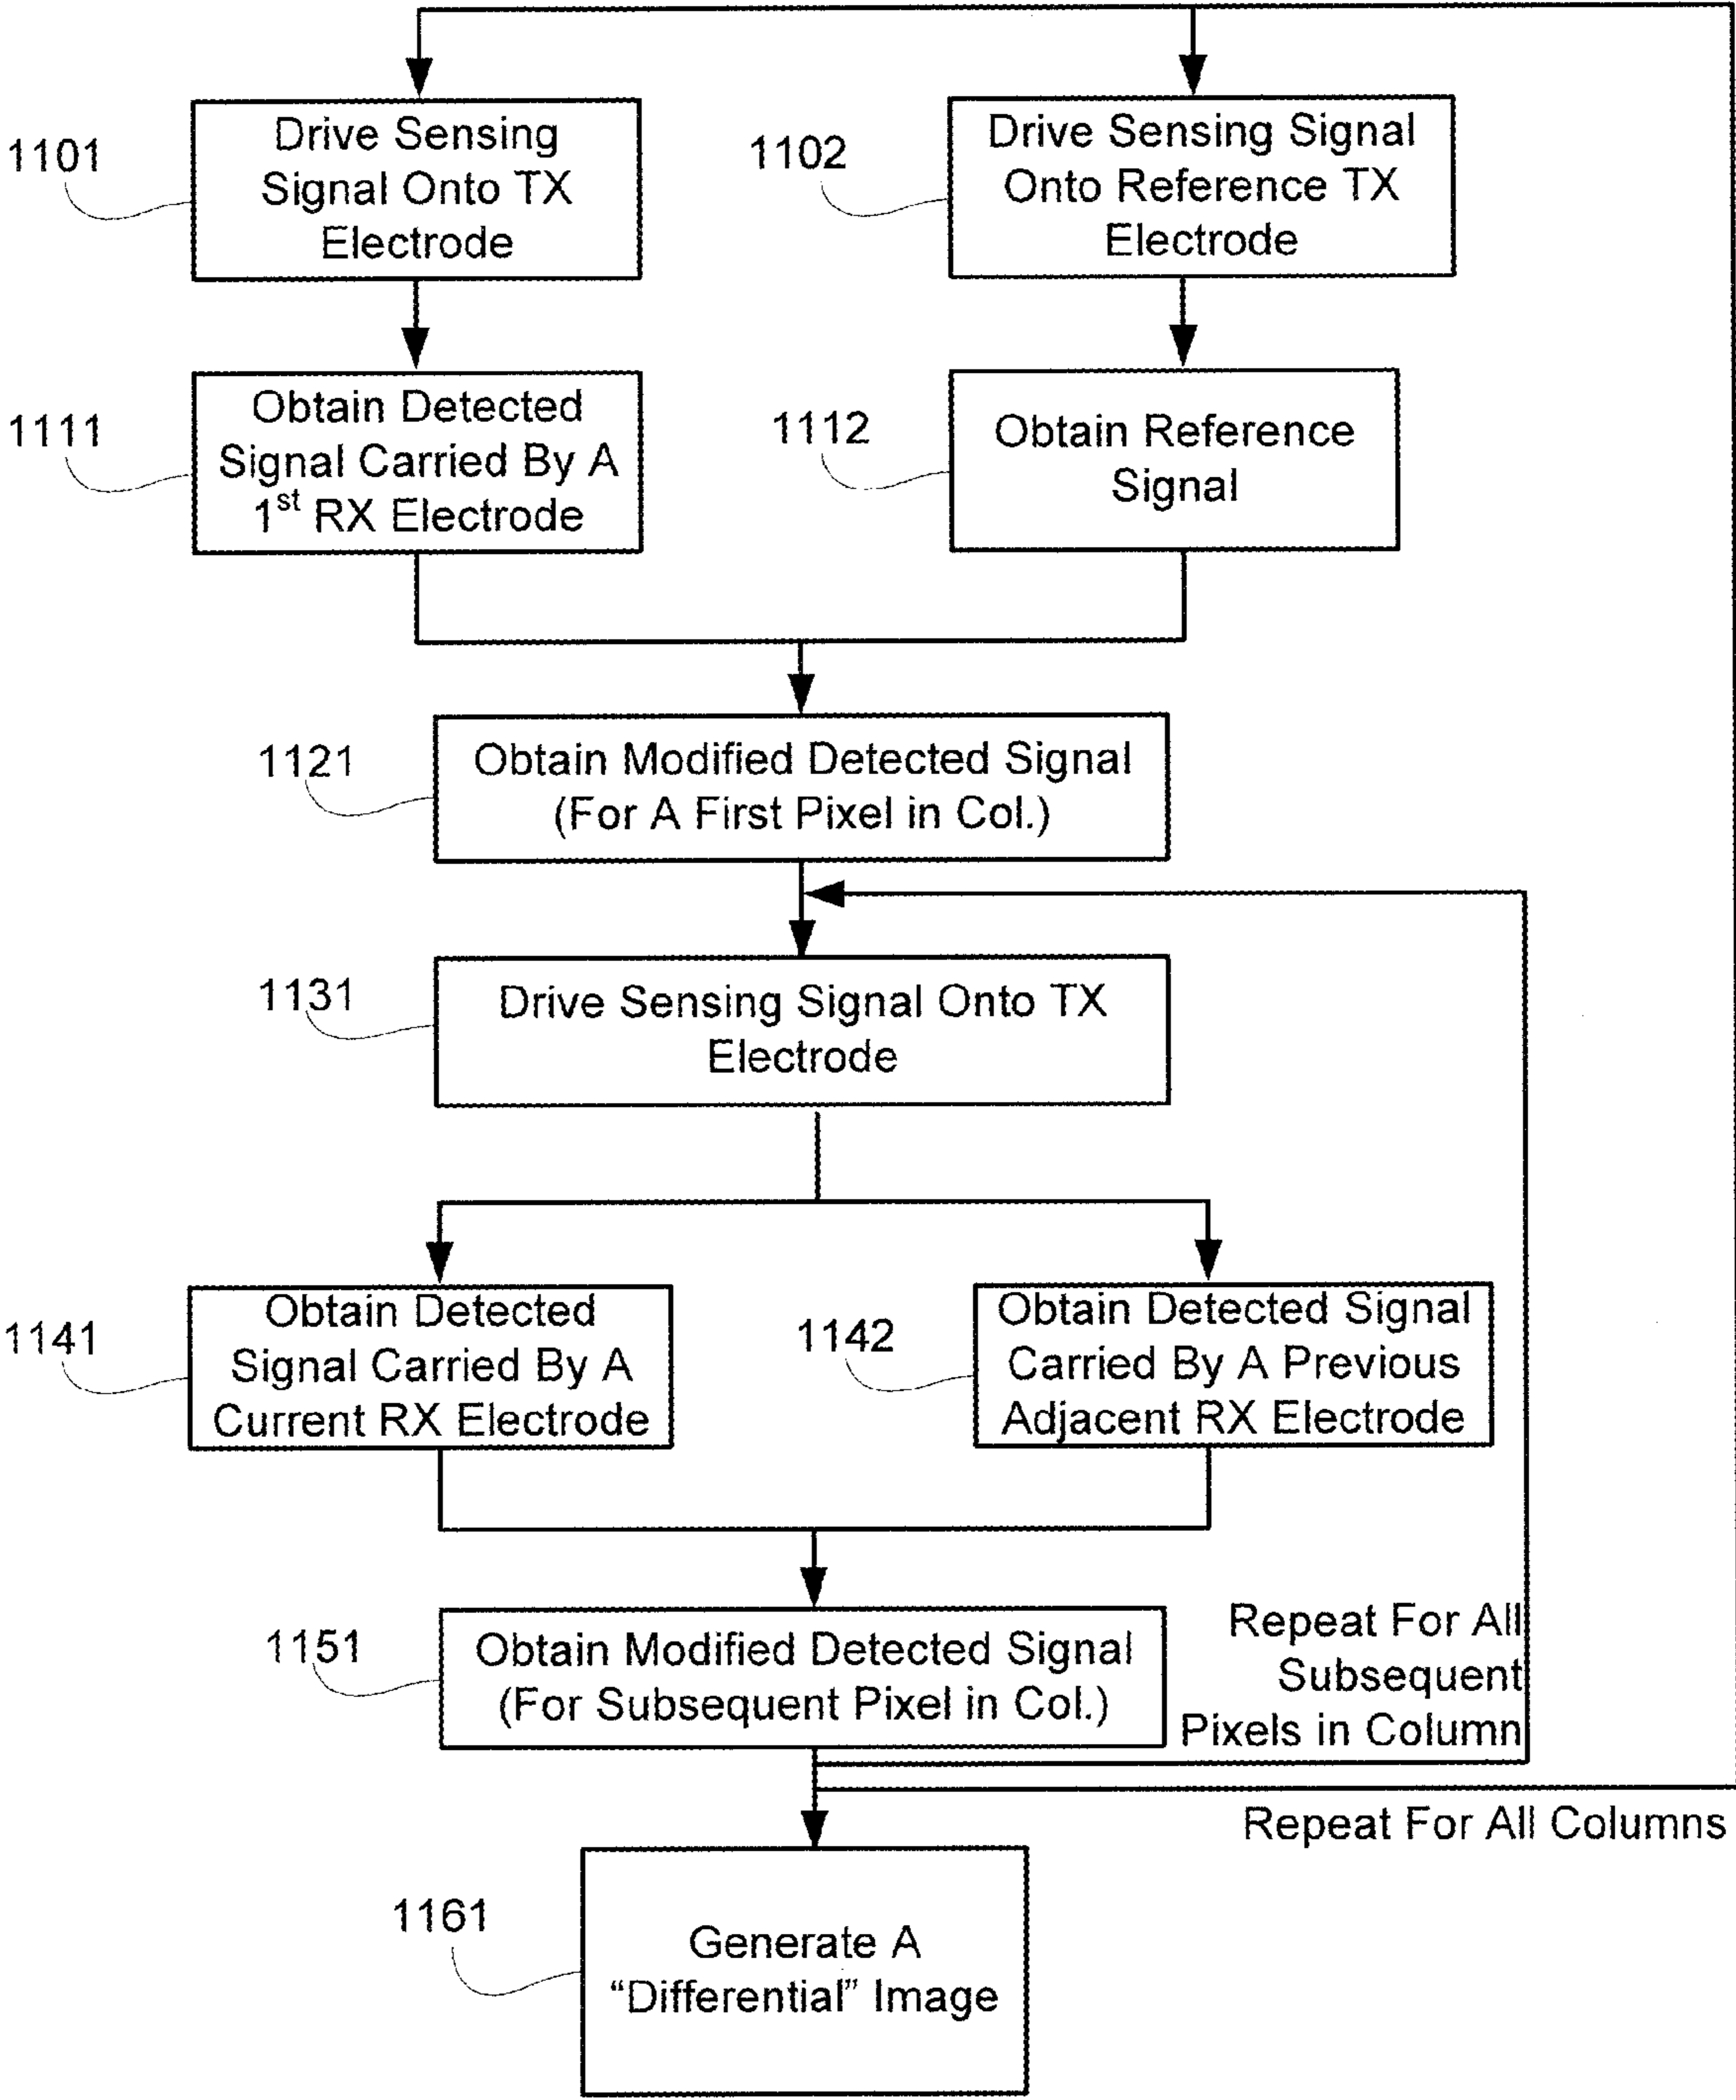 1101
Drive Sensing
Signal Onto TX
Electrode
1102
Drive Sensing Signal
Onto Reference TX
Electrode
1111
Obtain Detected
Signal Carried By A
1st RX Electrode
1112
Obtain Reference
Signal
1121
Obtain Modified Detected Signal
(For A First Pixel in Col.)
1131
Drive Sensing Signal Onto TX
Electrode
1141
Obtain Detected
Signal Carried By A
Current RX Electrode
1142
Obtain Detected Signal
Carried By A Previous
Adjacent RX Electrode
1151
Obtain Modified Detected Signal
(For Subsequent Pixel in Col.)
Repeat For All
Subsequent
Pixels in Column
Repeat For All Columns
1161
Generate A
“Differential” Image